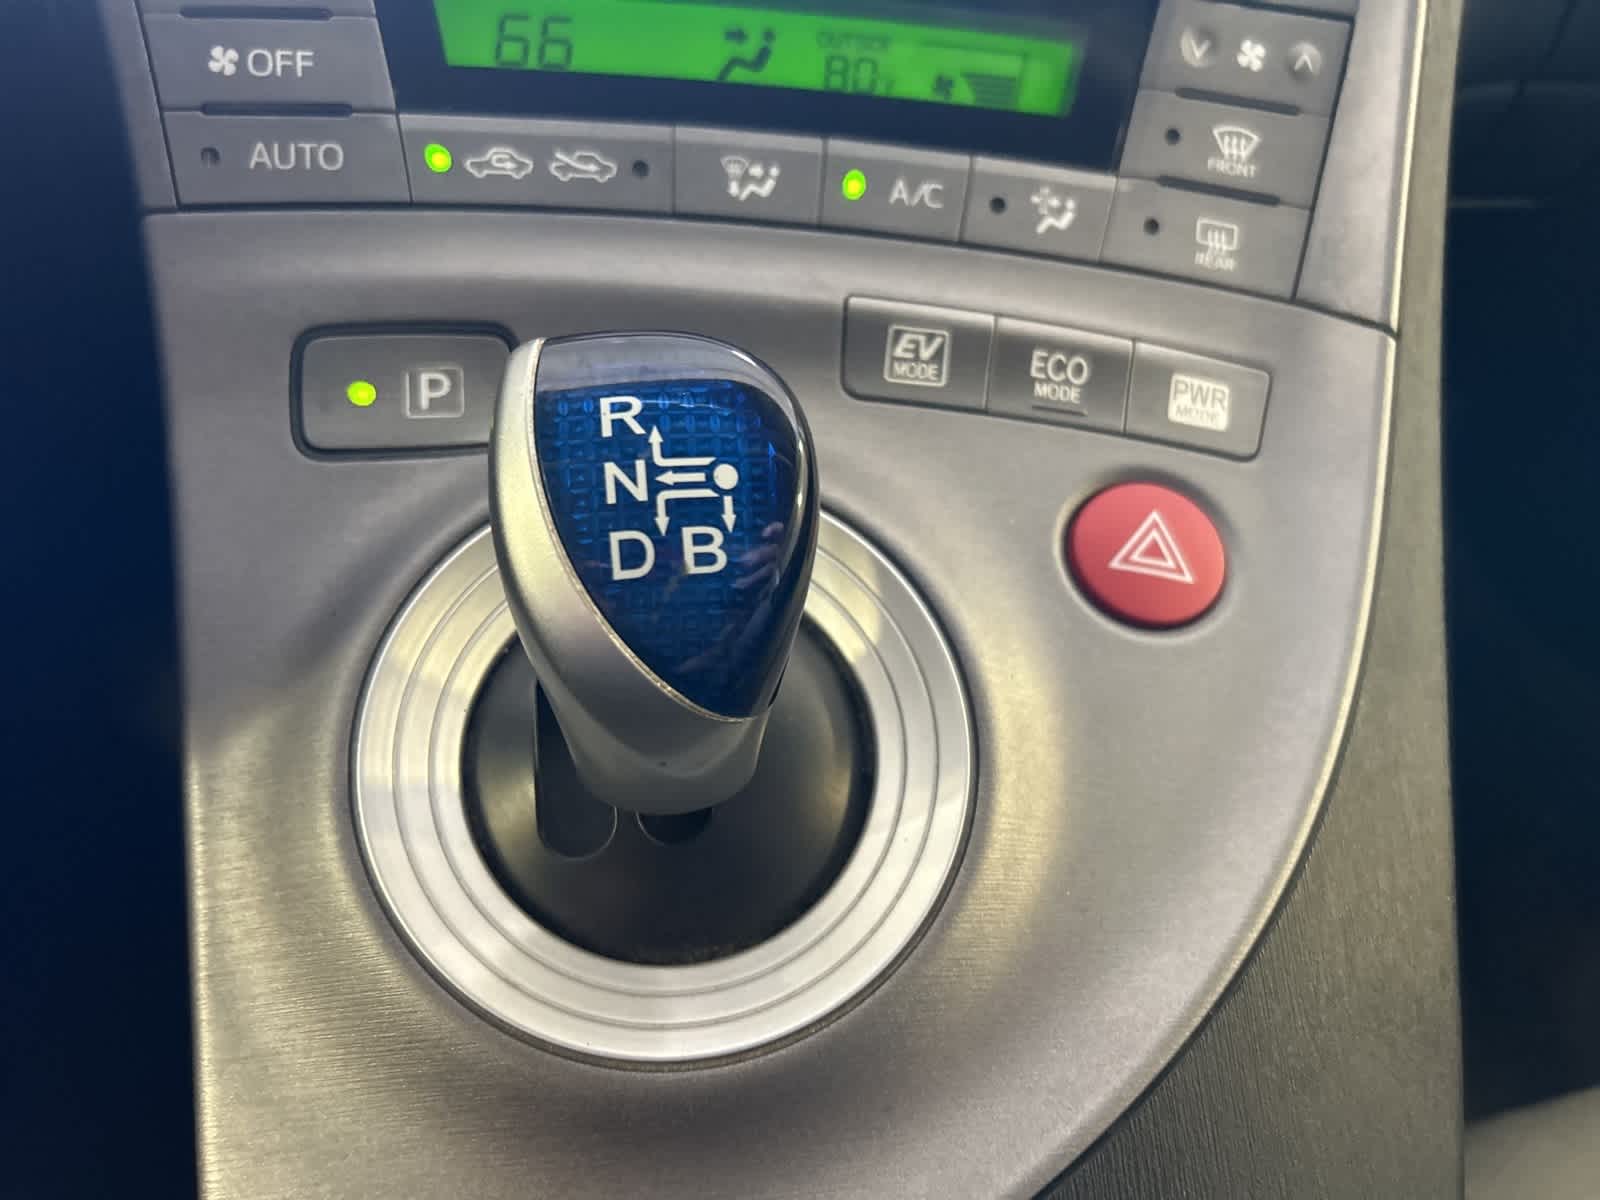 66
OUTSIDE
80°F
OFF
AUTO
A/C
FRONT
REAR
P
EV
MODE
ECO
MODE
PWR
MODE
R
N
D B